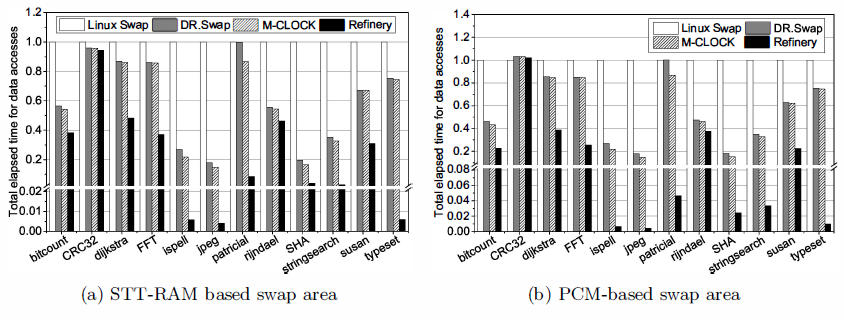 Linux Swap DR.Swap
M-CLOCK Refinery
Total elapsed time for data accesses
1.2
1.0
0.8
0.6
0.4
0.2
0.02
0.01
0.00
bitcount CRC32 dijkstra FFT ispell jpeg patricial rijndael SHA stringsearch susan typeset
(a) STT-RAM based swap area
Linux Swap DR.Swap
M-CLOCK Refinery
Total elapsed time for data accesses
1.4
1.2
1.0
0.8
0.6
0.4
0.2
0.08
0.06
0.04
0.02
0.00
bitcount CRC32 dijkstra FFT ispell jpeg patricial rijndael SHA stringsearch susan typeset
(b) PCM-based swap area